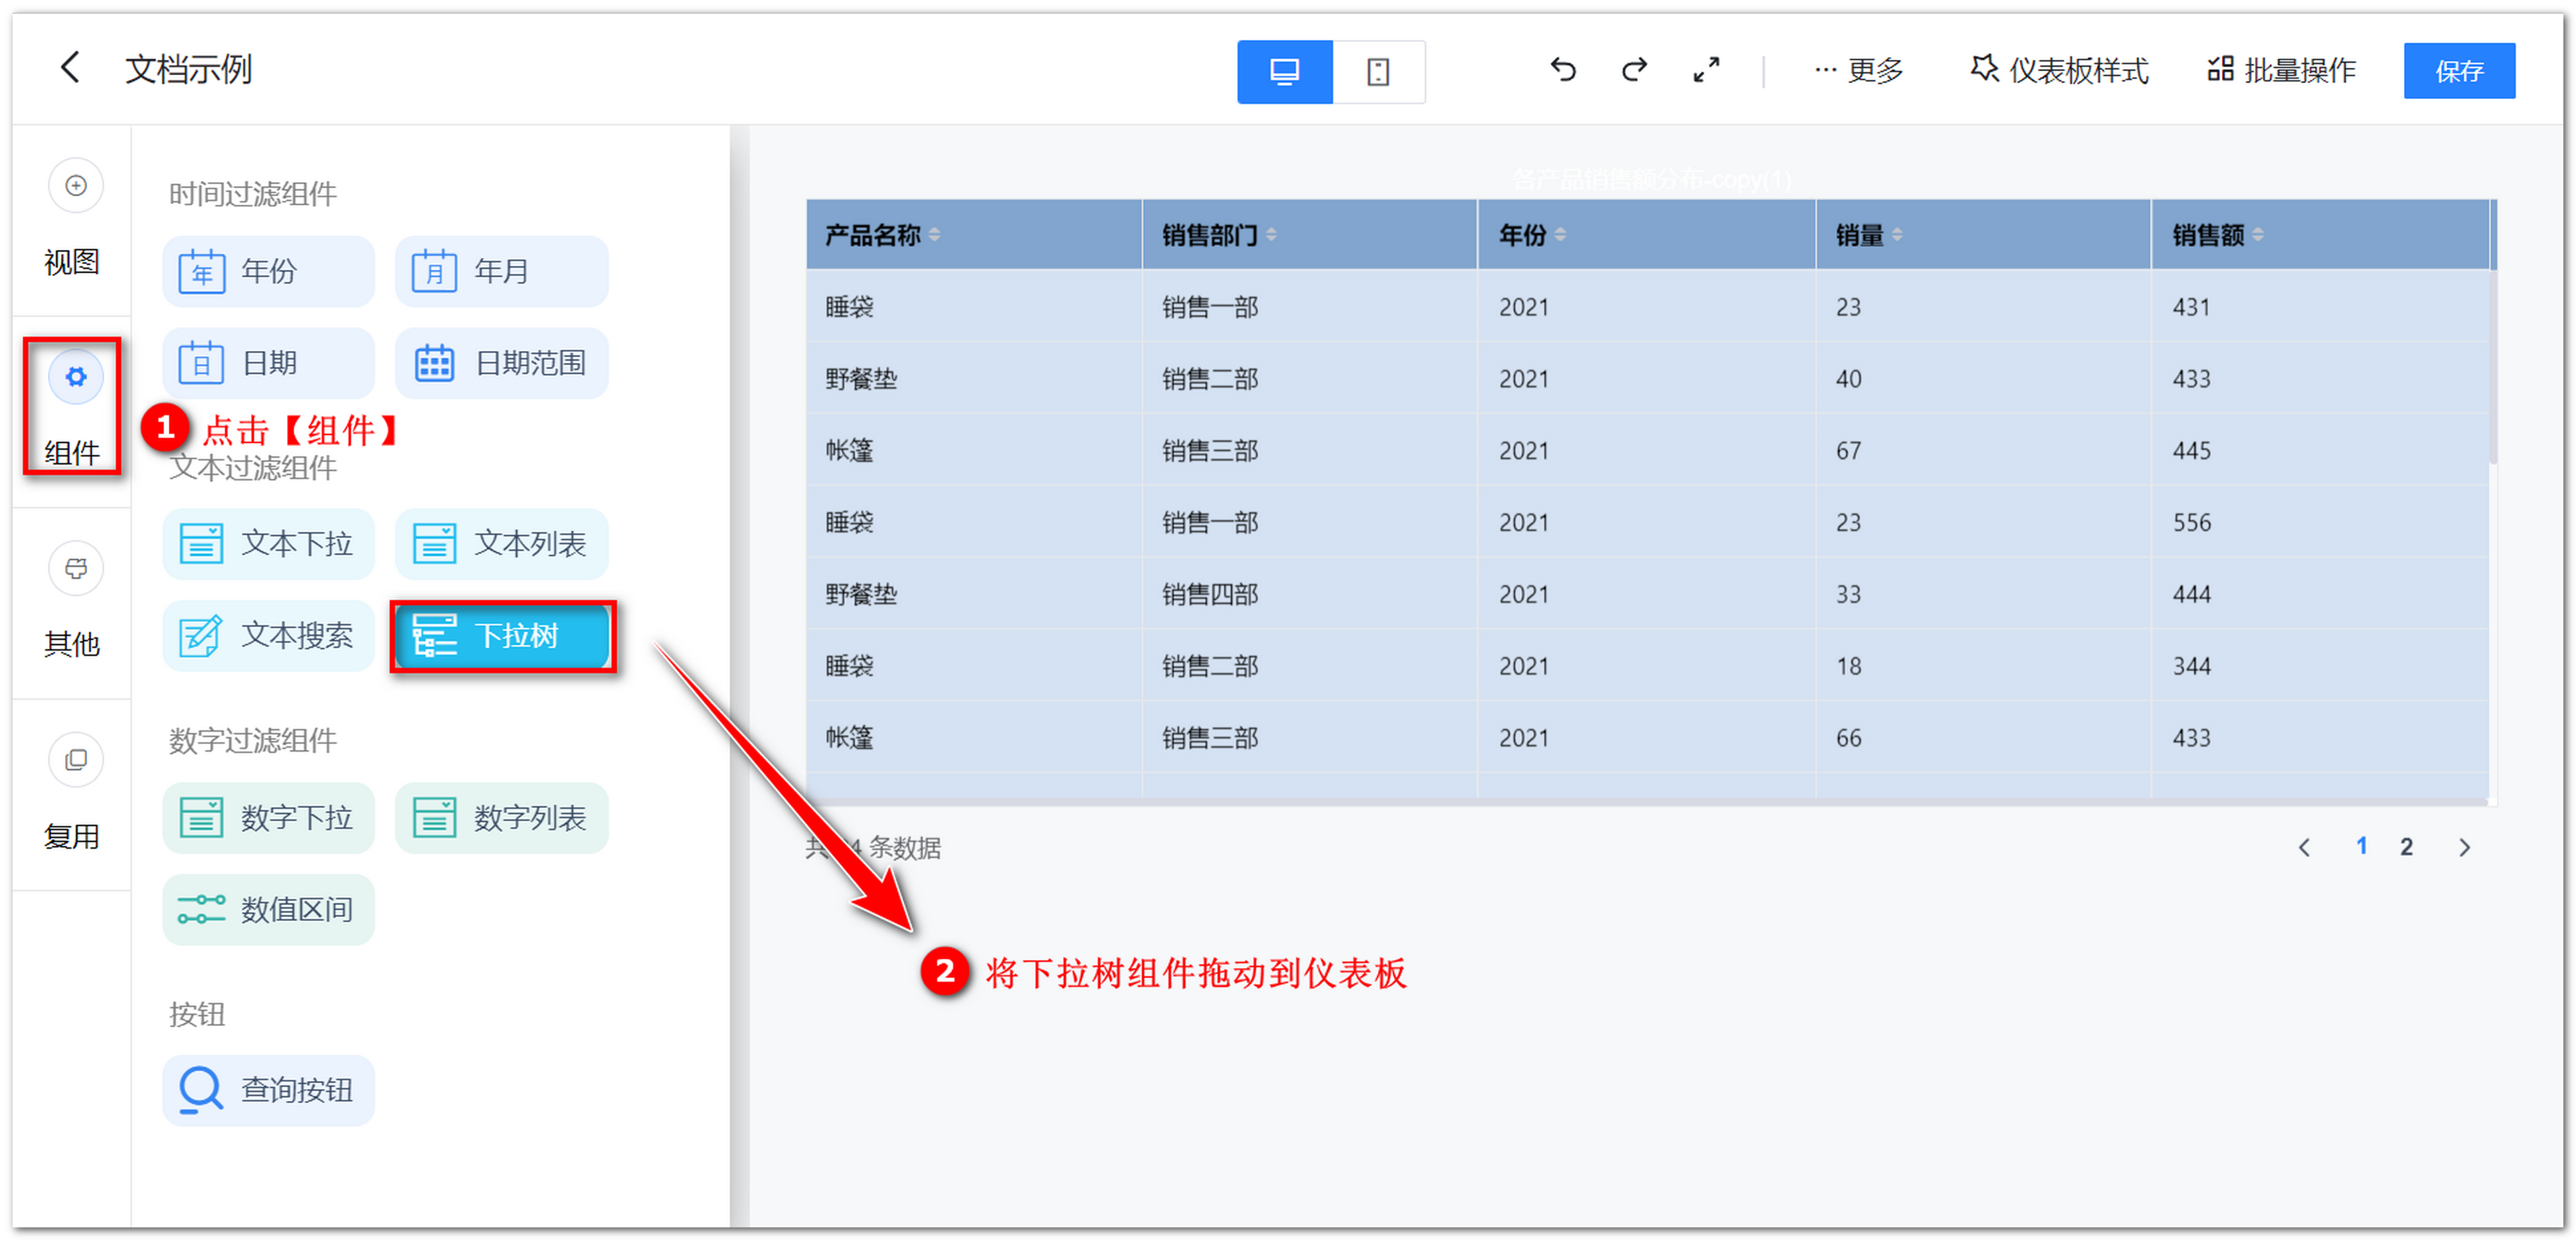 文档示例
更多
仪表板样式
批量操作
保存
视图
组件
其他
复用
时间过滤组件
年 年份
月 年月
日 日期
日期范围
1 点击【组件】
文本过滤组件
文本下拉
文本列表
文本搜索
下拉树
数字过滤组件
数字下拉
数字列表
数值区间
按钮
查询按钮
各产品销售额分布-copy(1)
产品名称 销售部门 年份 销量 销售额
睡袋 销售一部 2021 23 431
野餐垫 销售二部 2021 40 433
帐篷 销售三部 2021 67 445
睡袋 销售一部 2021 23 556
野餐垫 销售四部 2021 33 444
睡袋 销售二部 2021 18 344
帐篷 销售三部 2021 66 433
共 4 条数据
1 2
2 将下拉树组件拖动到仪表板